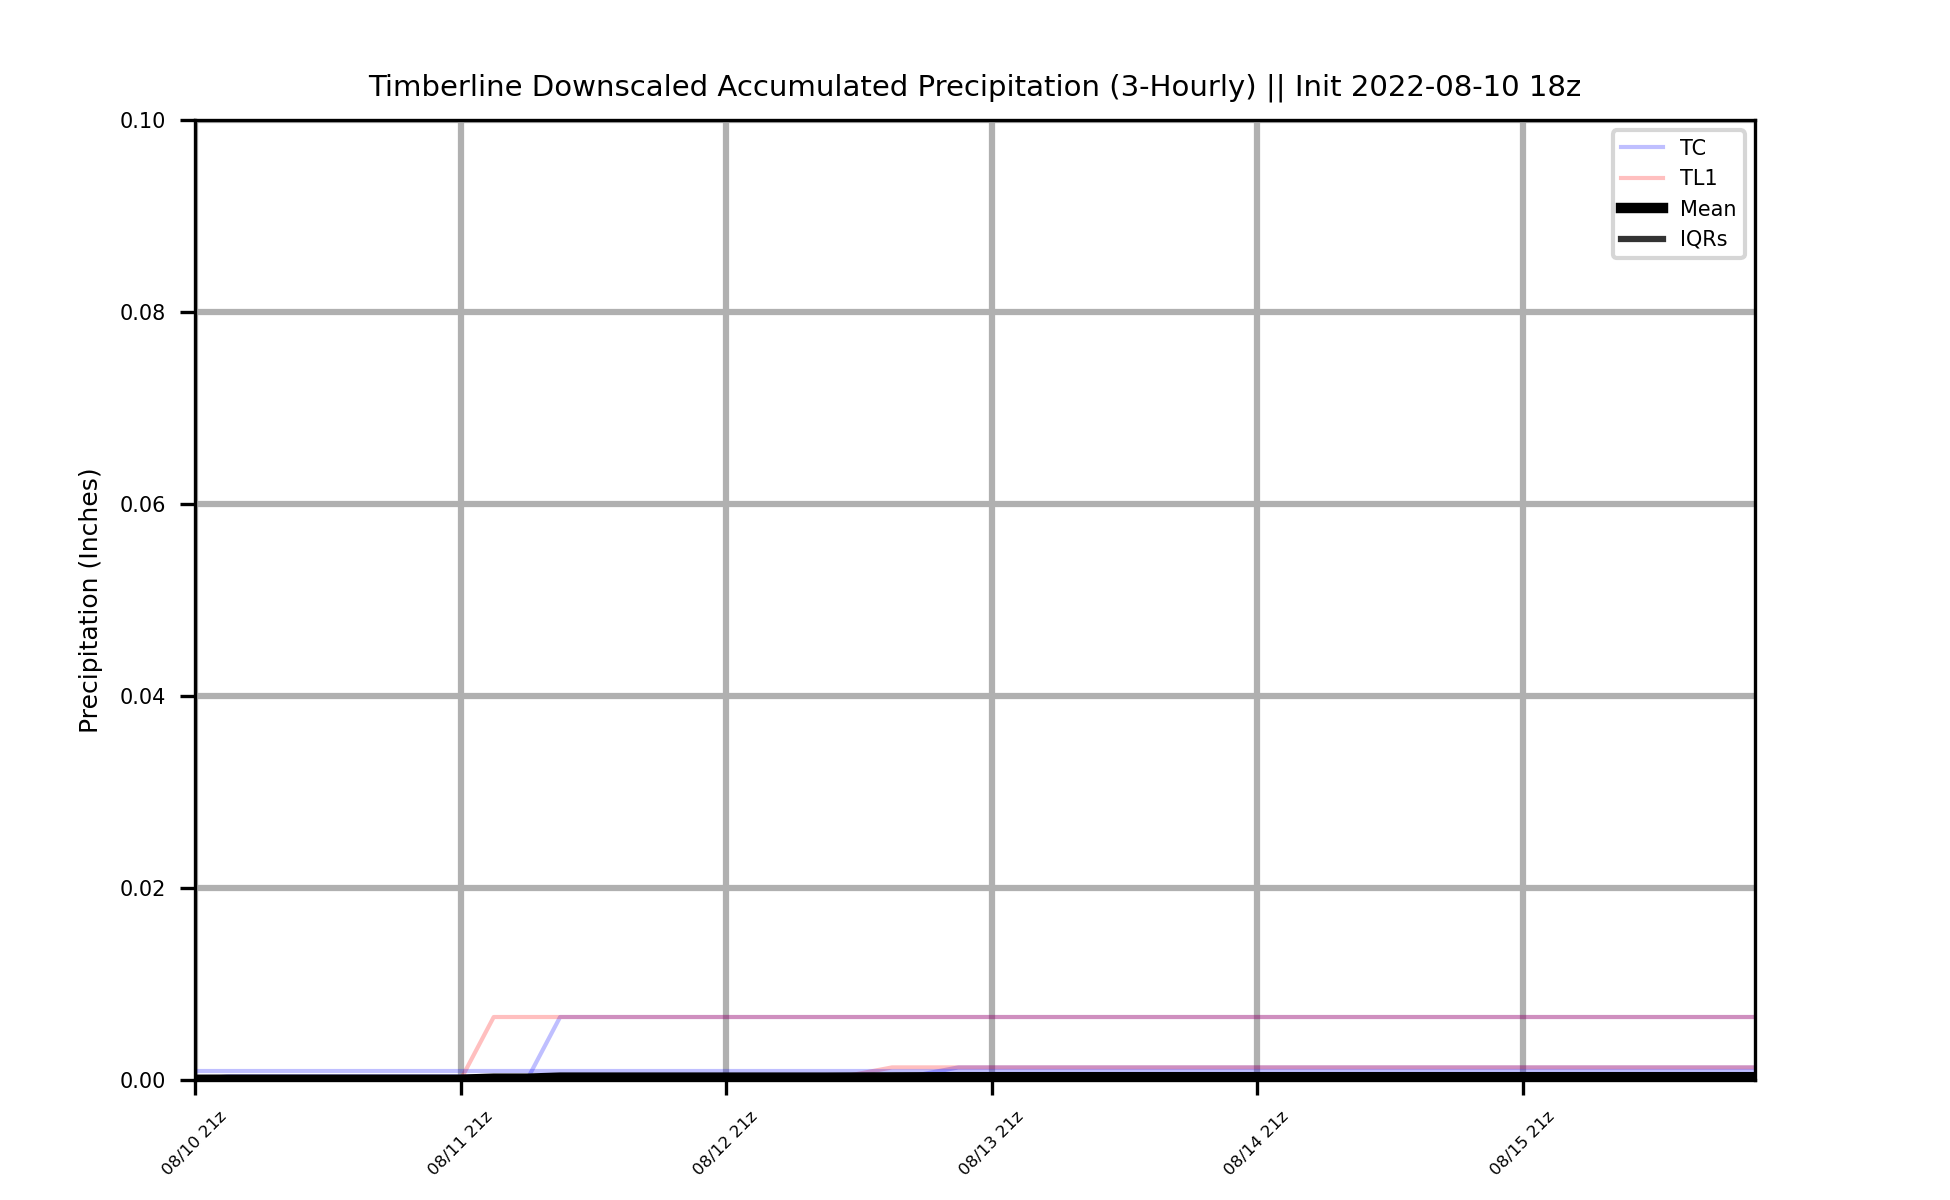 Timberline Downscaled Accumulated Precipitation (3-Hourly) || Init 2022-08-10 18z
TC
TL1
Mean
IQRs
Precipitation (Inches)
0.10
0.08
0.06
0.04
0.02
0.00
08/10 21z
08/11 21z
08/12 21z
08/13 21z
08/14 21z
08/15 21z